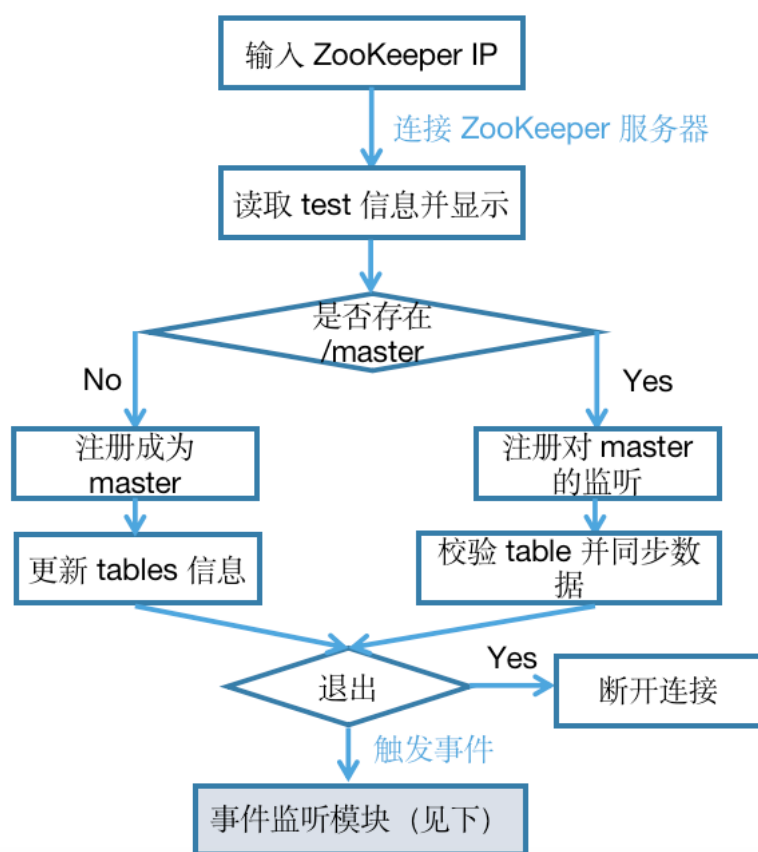 输入 ZooKeeper IP
连接 ZooKeeper 服务器
读取 test 信息并显示
是否存在
/master
No
Yes
注册成为
master
注册对 master
的监听
更新 tables 信息
校验 table 并同步数
据
退出
Yes
断开连接
触发事件
事件监听模块（见下）